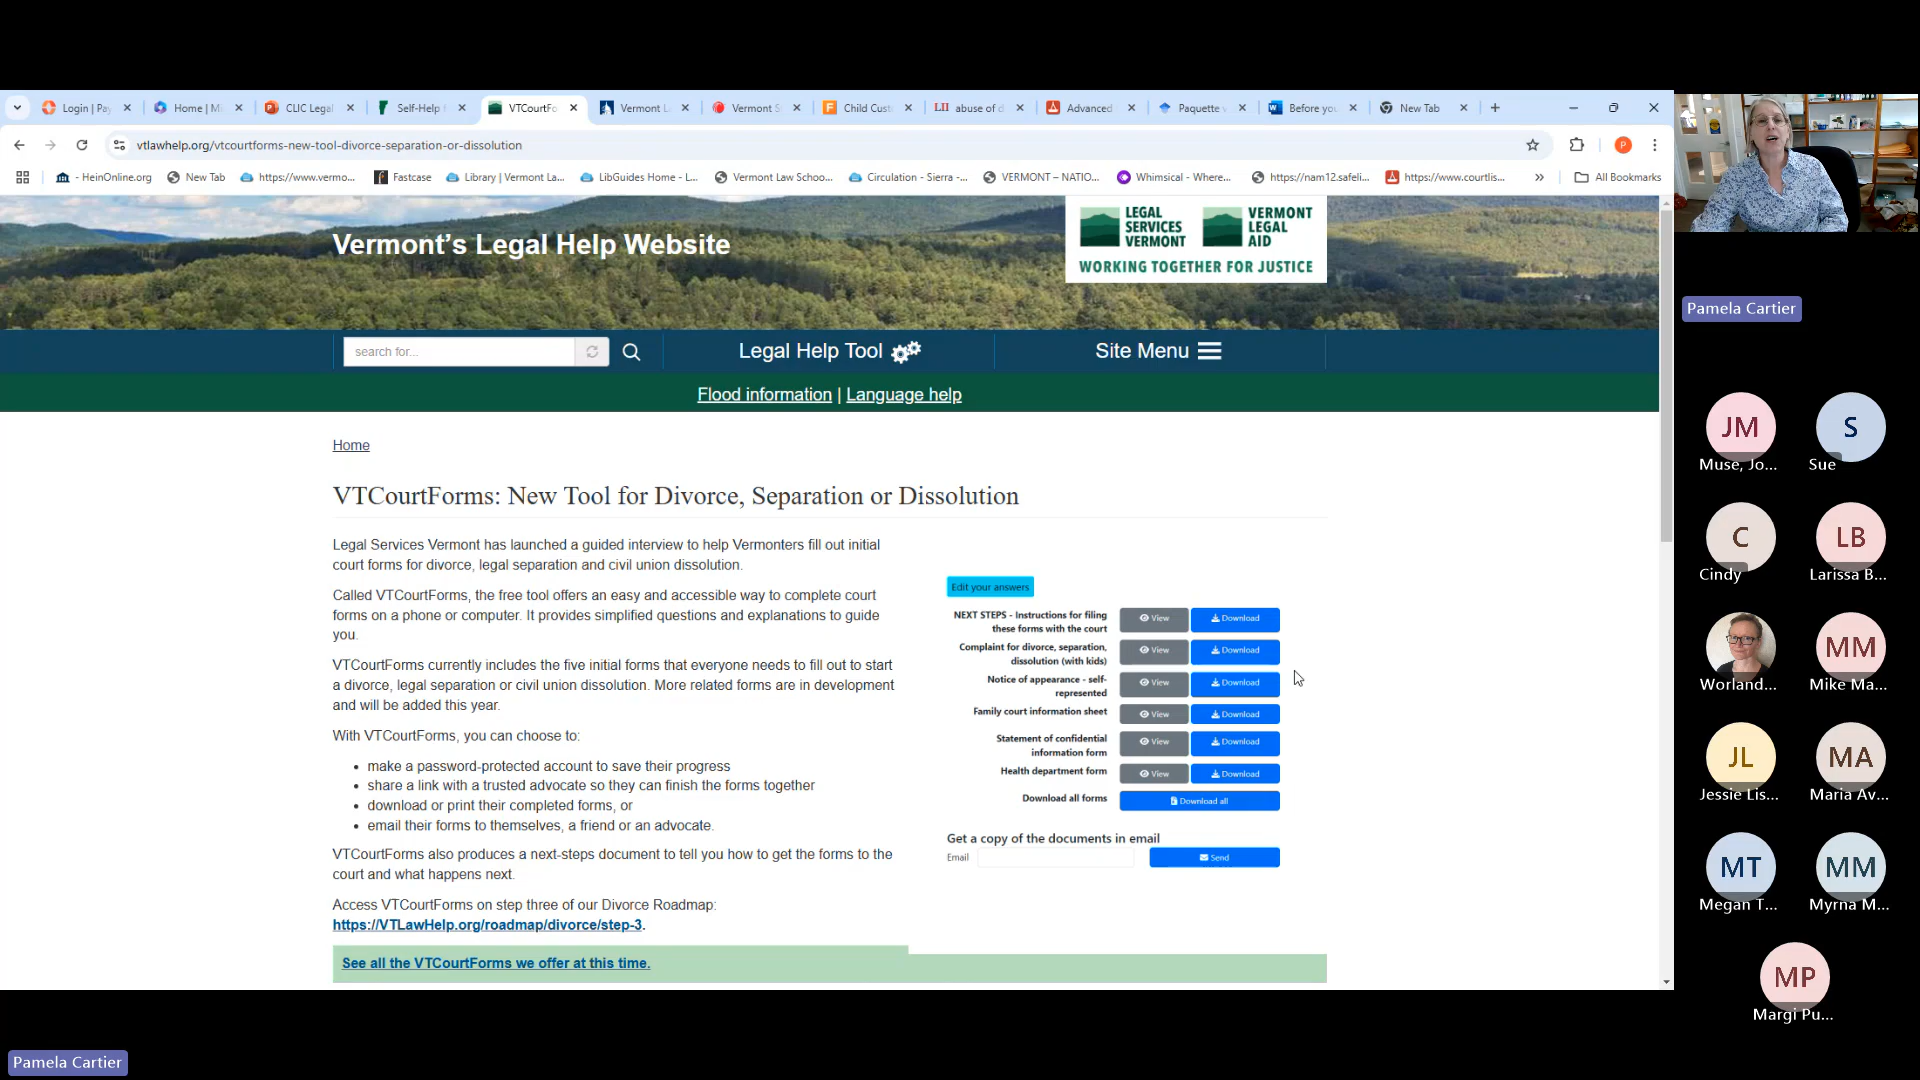 Login | Pay
Home | M
CLIC Legal
Self-Help
VTCourtFo
Vermont L
Vermont S
Child Cust
LII abuse of d
Advanced
Paquette v
Before you
New Tab
vtlawhelp.org/vtcourtforms-new-tool-divorce-separation-or-dissolution
P
- HeinOnline.org
New Tab
https://www.vermo...
Fastcase
Library | Vermont La...
LibGuides Home - L...
Vermont Law Schoo...
Circulation - Sierra -...
VERMONT – NATIO...
Whimsical - Where...
https://nam12.safeli...
https://www.courtlis...
All Bookmarks
Vermont's Legal Help Website
LEGAL SERVICES VERMONT
VERMONT LEGAL AID
WORKING TOGETHER FOR JUSTICE
search for...
Legal Help Tool
Site Menu
Flood information | Language help
Home
VTCourtForms: New Tool for Divorce, Separation or Dissolution
Legal Services Vermont has launched a guided interview to help Vermonters fill out initial
court forms for divorce, legal separation and civil union dissolution.
Called VTCourtForms, the free tool offers an easy and accessible way to complete court
forms on a phone or computer. It provides simplified questions and explanations to guide
you.
VTCourtForms currently includes the five initial forms that everyone needs to fill out to start
a divorce, legal separation or civil union dissolution. More related forms are in development
and will be added this year.
With VTCourtForms, you can choose to:
• make a password-protected account to save their progress
• share a link with a trusted advocate so they can finish the forms together
• download or print their completed forms, or
• email their forms to themselves, a friend or an advocate.
VTCourtForms also produces a next-steps document to tell you how to get the forms to the
court and what happens next.
Access VTCourtForms on step three of our Divorce Roadmap:
https://VTLawHelp.org/roadmap/divorce/step-3.
See all the VTCourtForms we offer at this time.
Edit your answers
NEXT STEPS - Instructions for filing
these forms with the court
View
Download
Complaint for divorce, separation,
dissolution (with kids)
View
Download
Notice of appearance - self-
represented
View
Download
Family court information sheet
View
Download
Statement of confidential
information form
View
Download
Health department form
View
Download
Download all forms
Download all
Get a copy of the documents in email
Email
Send
Pamela Cartier
JM
Muse, Jo...
S
Sue
C
Cindy
LB
Larissa B...
Worland...
MM
Mike Ma...
JL
Jessie Lis...
MA
Maria Av...
MT
Megan T...
MM
Myrna M...
MP
Margi Pu...
Pamela Cartier